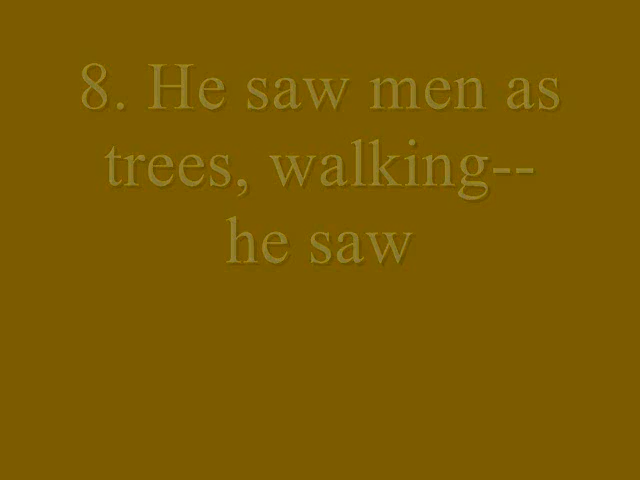 8. He saw men as
trees, walking--
he saw